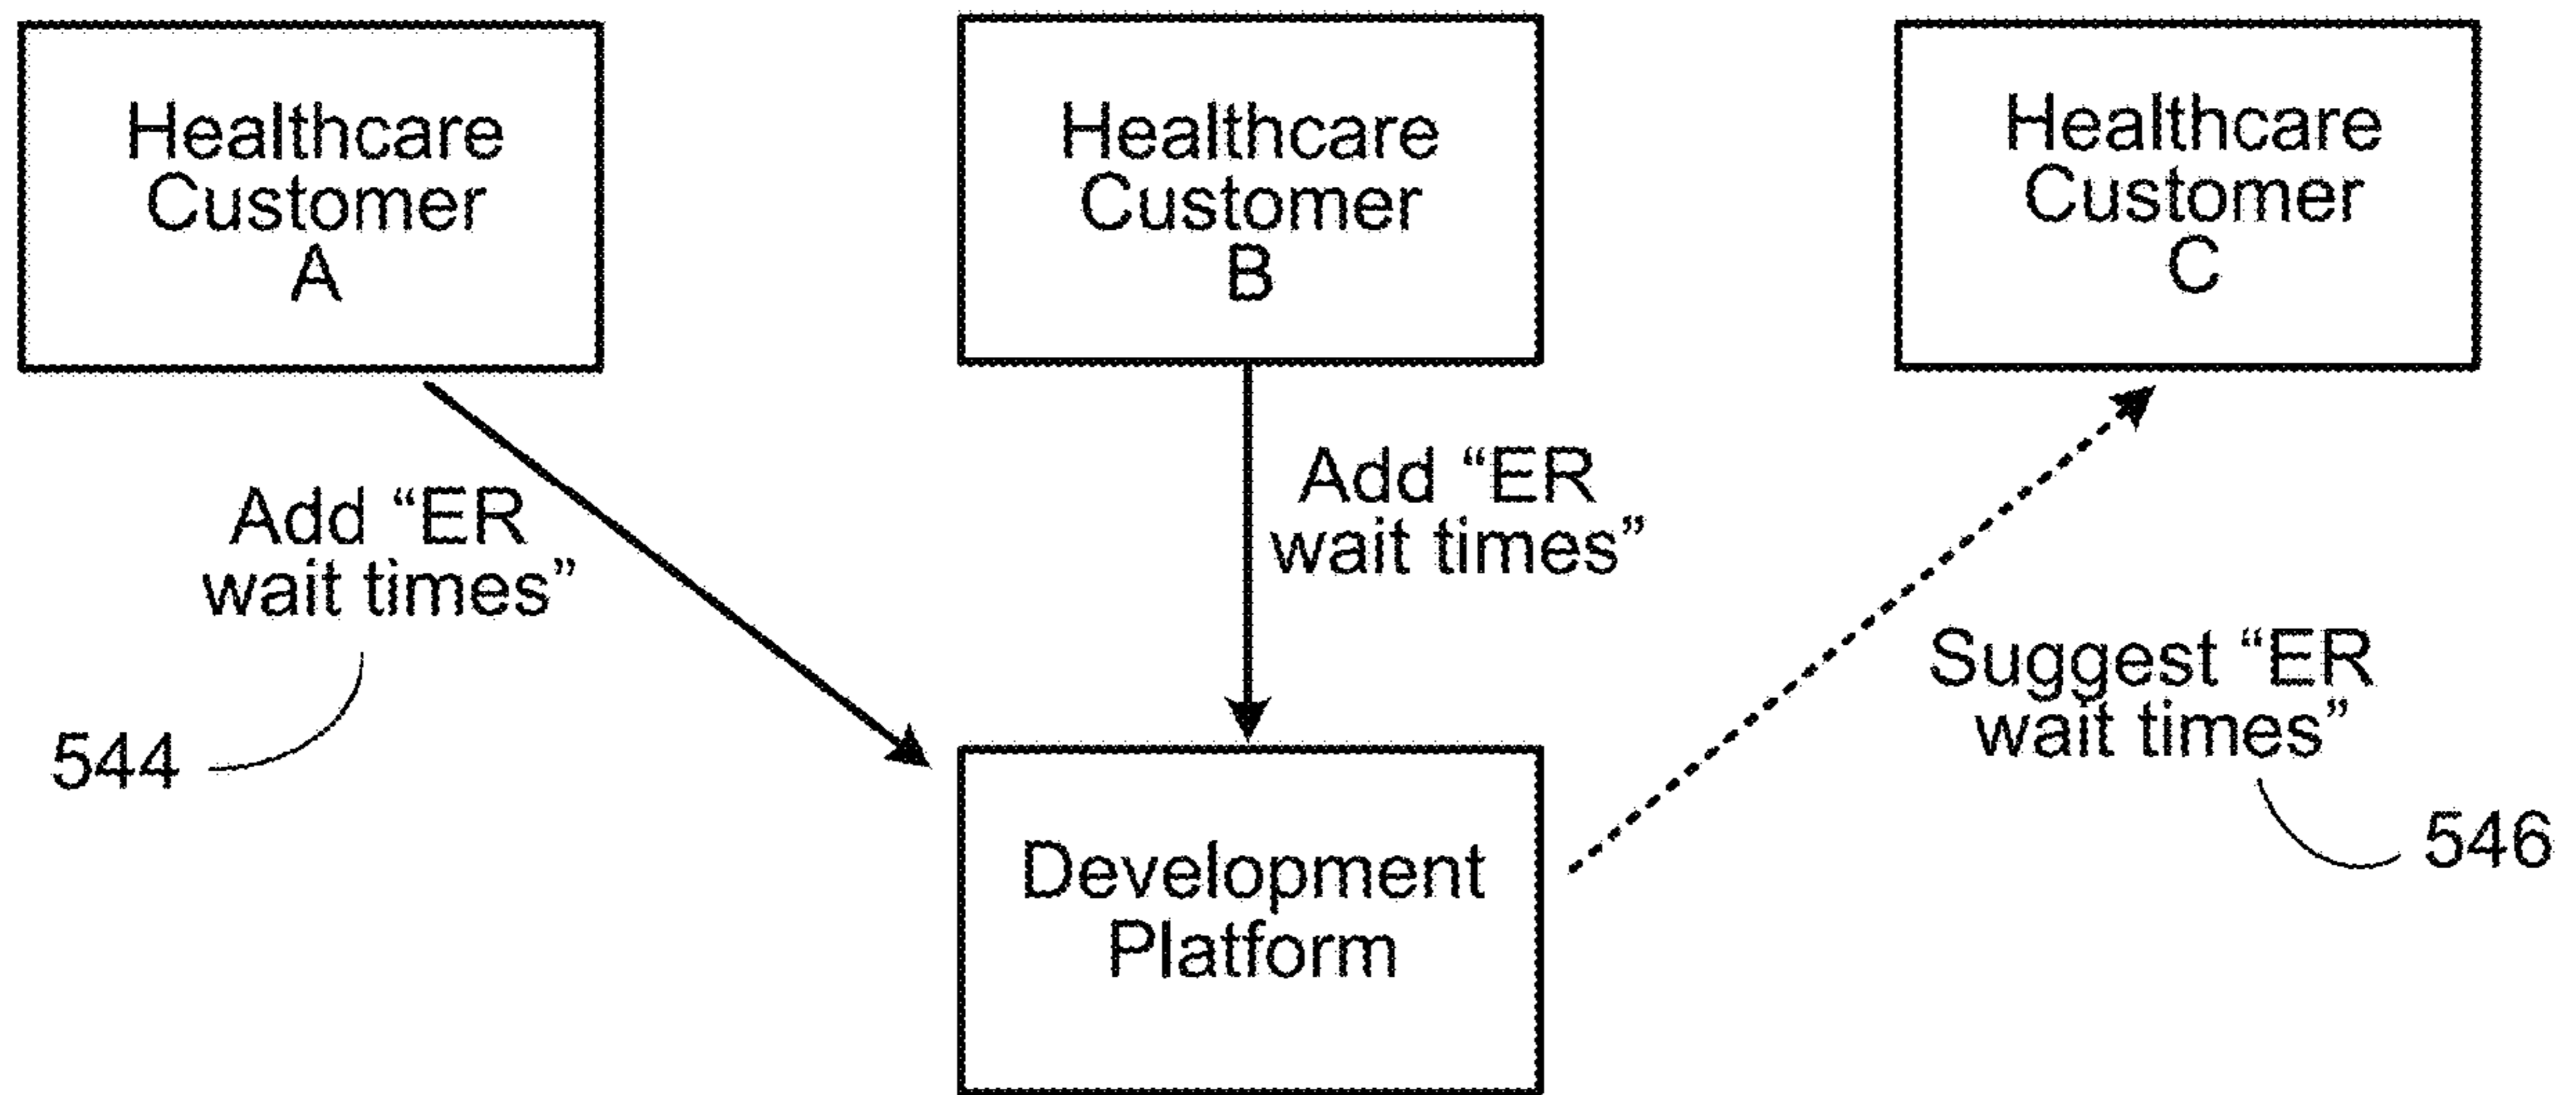 Healthcare
Customer
A
Healthcare
Customer
B
Healthcare
Customer
C
Add “ER
wait times”
544
Add “ER
wait times”
Suggest “ER
wait times”
546
Development
Platform